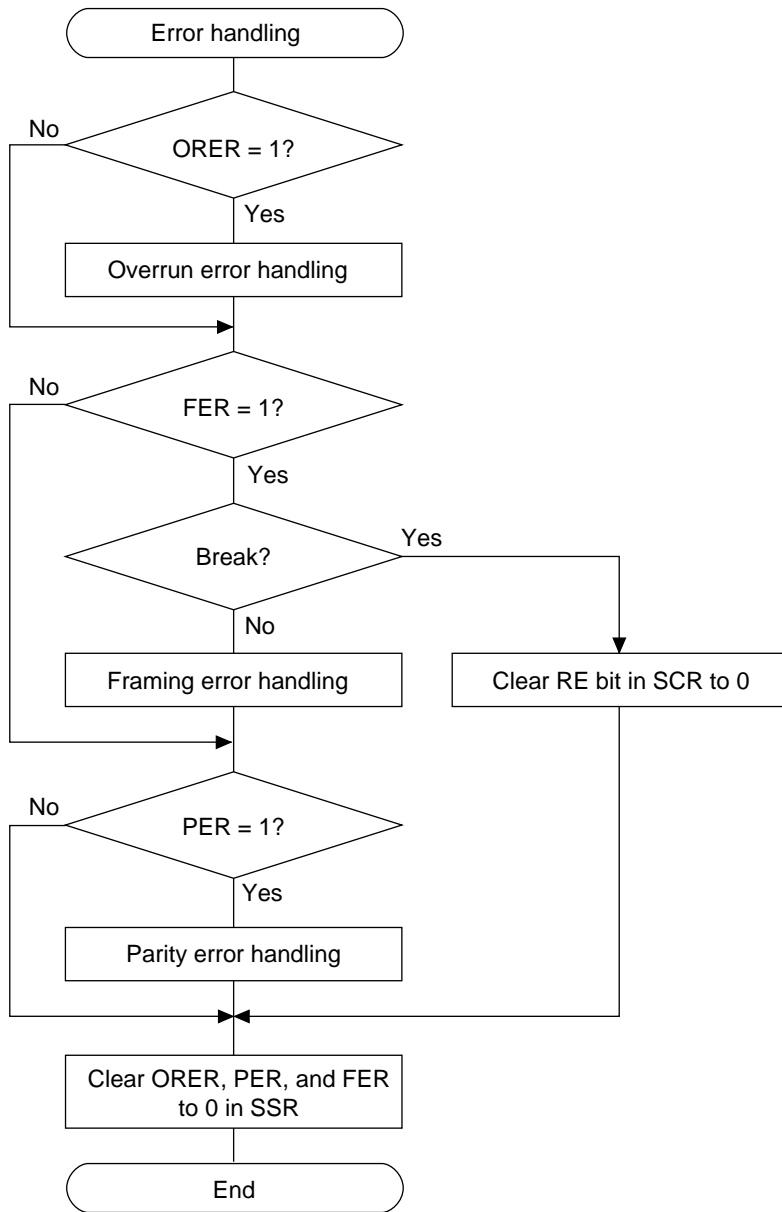 Error handling
No
ORER = 1?
Yes
Overrun error handling
No
FER = 1?
Yes
Break?
Yes
No
Framing error handling
Clear RE bit in SCR to 0
No
PER = 1?
Yes
Parity error handling
Clear ORER, PER, and FER
to 0 in SSR
End